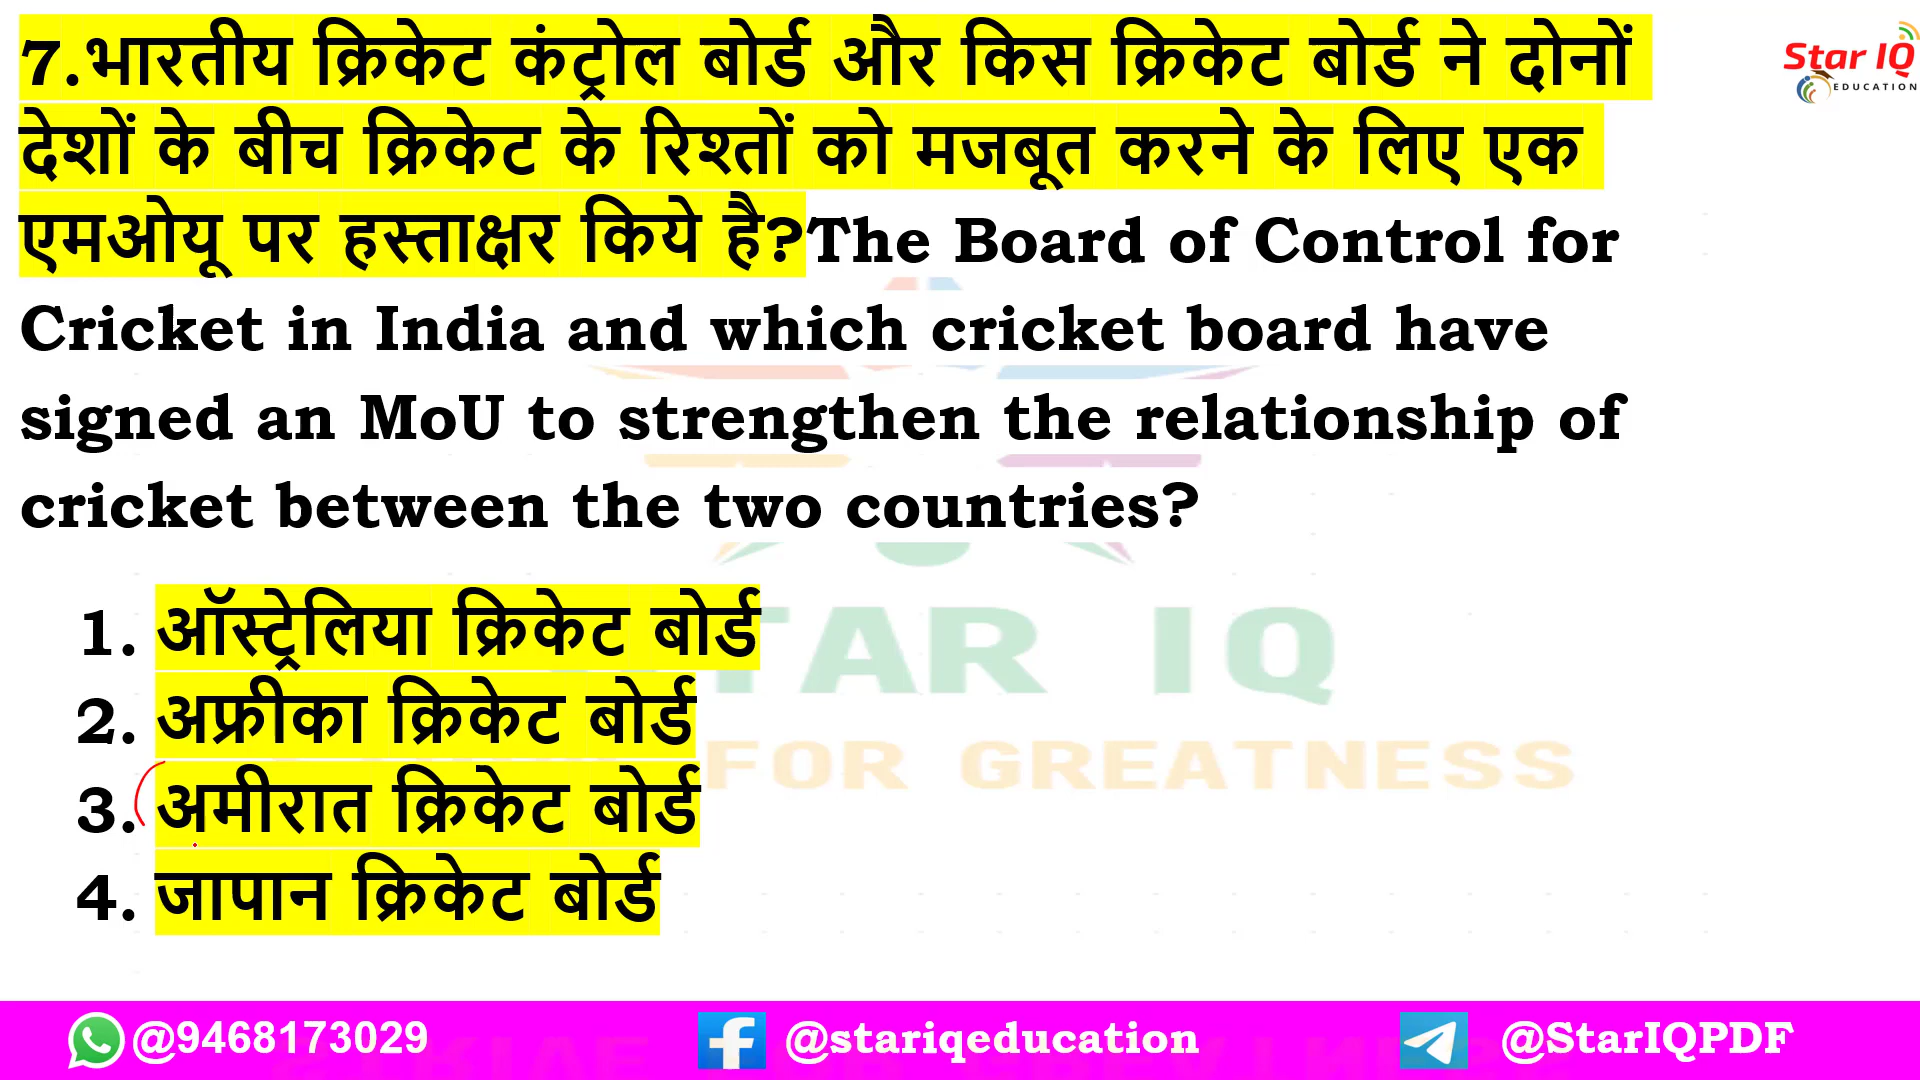 7.भारतीय क्रिकेट कंट्रोल बोर्ड और किस क्रिकेट बोर्ड ने दोनों
देशों के बीच क्रिकेट के रिश्तों को मजबूत करने के लिए एक
एमओयू पर हस्ताक्षर किये है?The Board of Control for
Cricket in India and which cricket board have
signed an MoU to strengthen the relationship of
cricket between the two countries?
1. ऑस्ट्रेलिया क्रिकेट बोर्ड
2. अफ्रीका क्रिकेट बोर्ड
3. अमीरात क्रिकेट बोर्ड
4. जापान क्रिकेट बोर्ड
Star IQ
EDUCATION
TAR IQ
FOR GREATNESS
@9468173029
@stariqeducation
@StarIQPDF